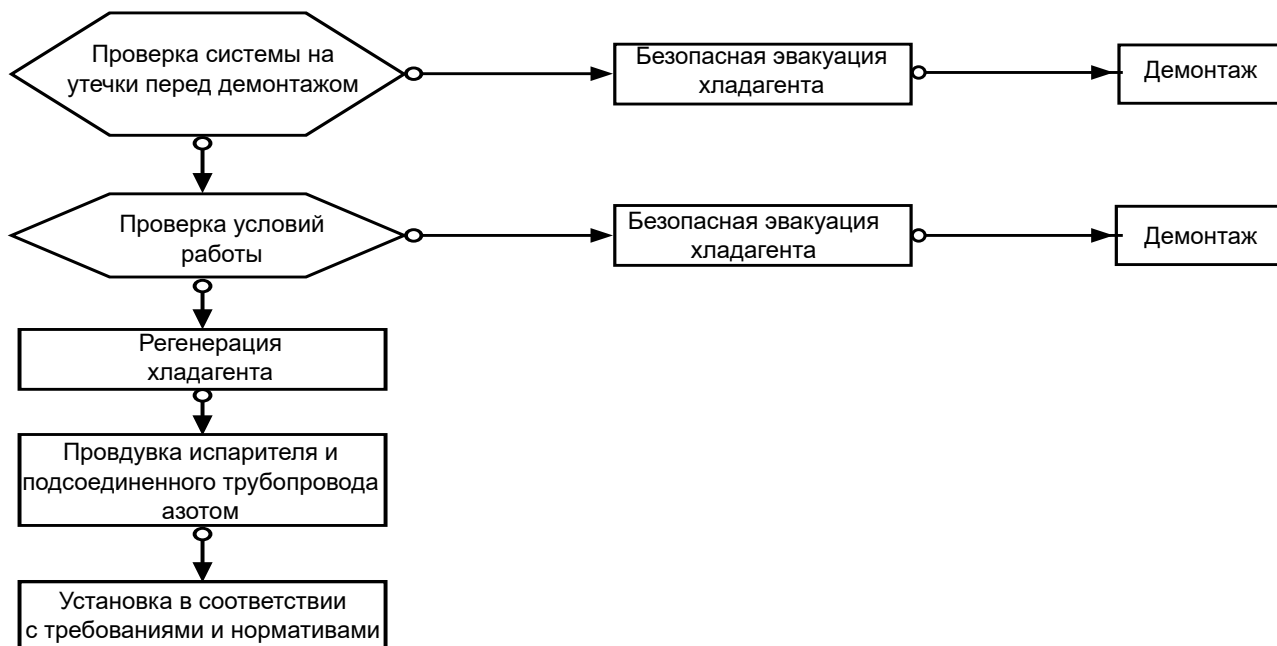 Проверка системы на
утечки перед демонтажом
Безопасная эвакуация
хладагента
Демонтаж
Проверка условий
работы
Безопасная эвакуация
хладагента
Демонтаж
Регенерация
хладагента
Провдувка испарителя и
подсоединенного трубопровода
азотом
Установка в соответствии
с требованиями и нормативами